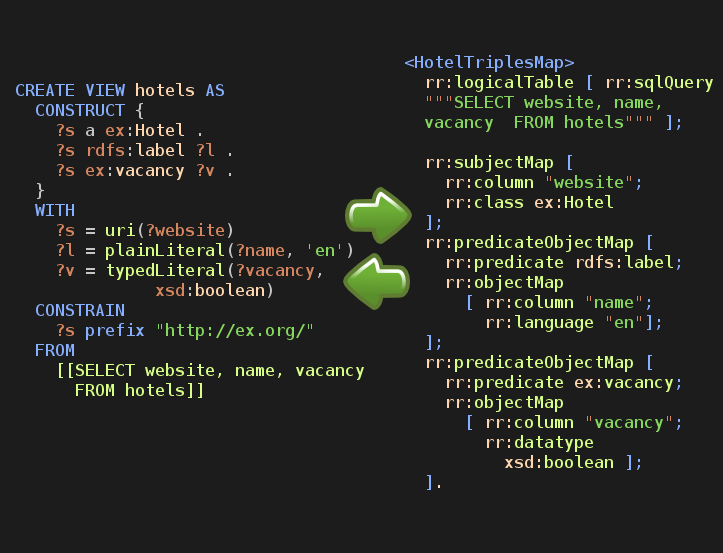 CREATE VIEW hotels AS
  CONSTRUCT {
    ?s a ex:Hotel .
    ?s rdfs:label ?l .
    ?s ex:vacancy ?v .
  }
  WITH
    ?s = uri(?website)
    ?l = plainLiteral(?name, 'en')
    ?v = typedLiteral(?vacancy,
              xsd:boolean)
  CONSTRAIN
    ?s prefix "http://ex.org/"
  FROM
    [[SELECT website, name, vacancy
      FROM hotels]]
<HotelTriplesMap>
  rr:logicalTable [ rr:sqlQuery
  """SELECT website, name,
  vacancy  FROM hotels""" ];

  rr:subjectMap [
    rr:column "website";
    rr:class ex:Hotel
  ];
  rr:predicateObjectMap [
    rr:predicate rdfs:label;
    rr:objectMap
      [ rr:column "name";
        rr:language "en"];
  ];
  rr:predicateObjectMap [
    rr:predicate ex:vacancy;
    rr:objectMap
      [ rr:column "vacancy";
        rr:datatype
          xsd:boolean ];
  ].